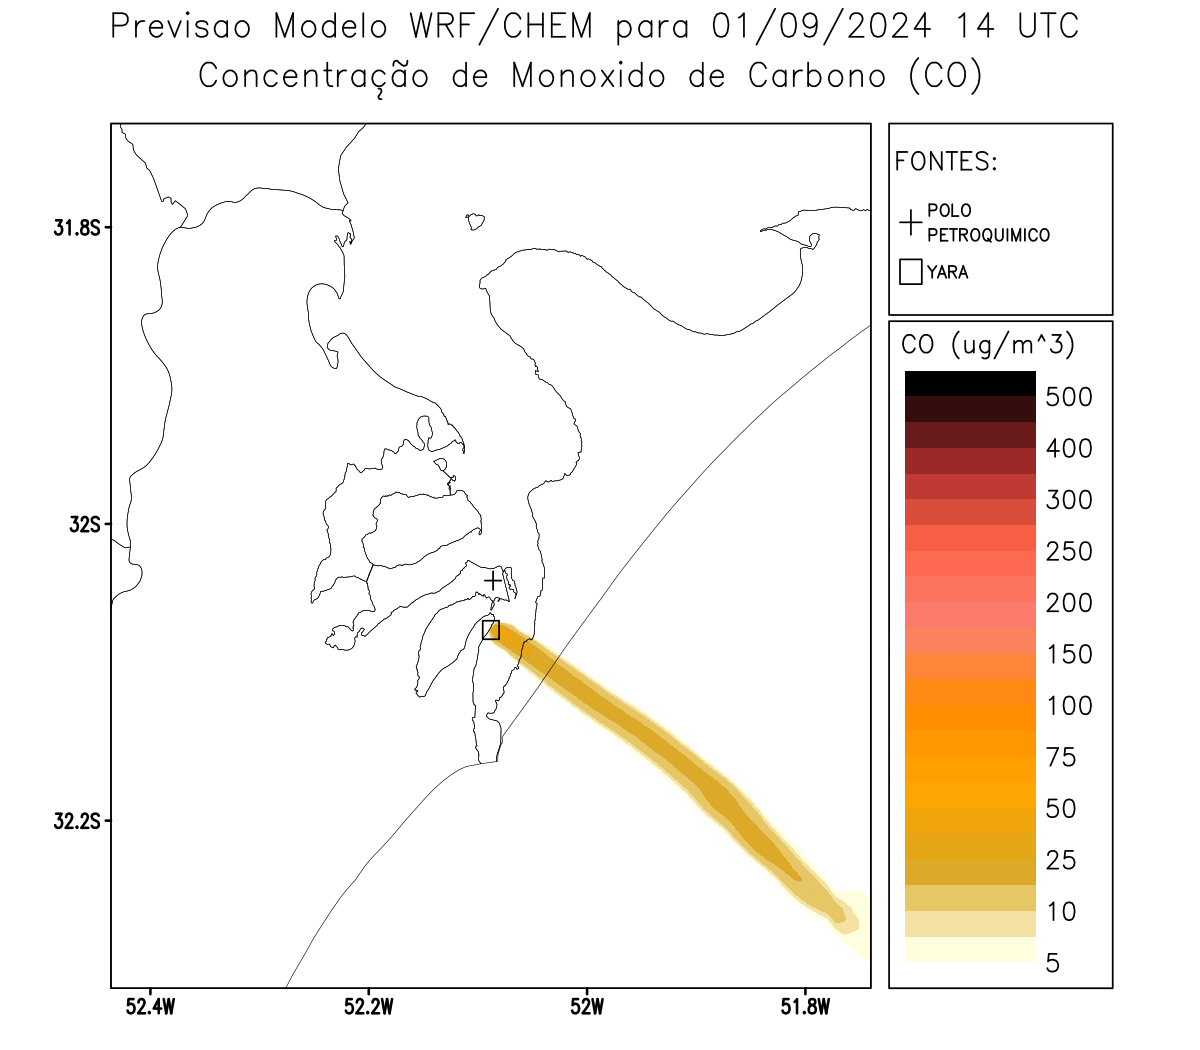 Previsao Modelo WRF/CHEM para 01/09/2024 14 UTC
Concentração de Monoxido de Carbono (CO)
FONTES:
POLO
PETROQUIMICO
YARA
CO (ug/m^3)
500
400
300
250
200
150
100
75
50
25
10
5
31.8S
32S
32.2S
52.4W
52.2W
52W
51.8W